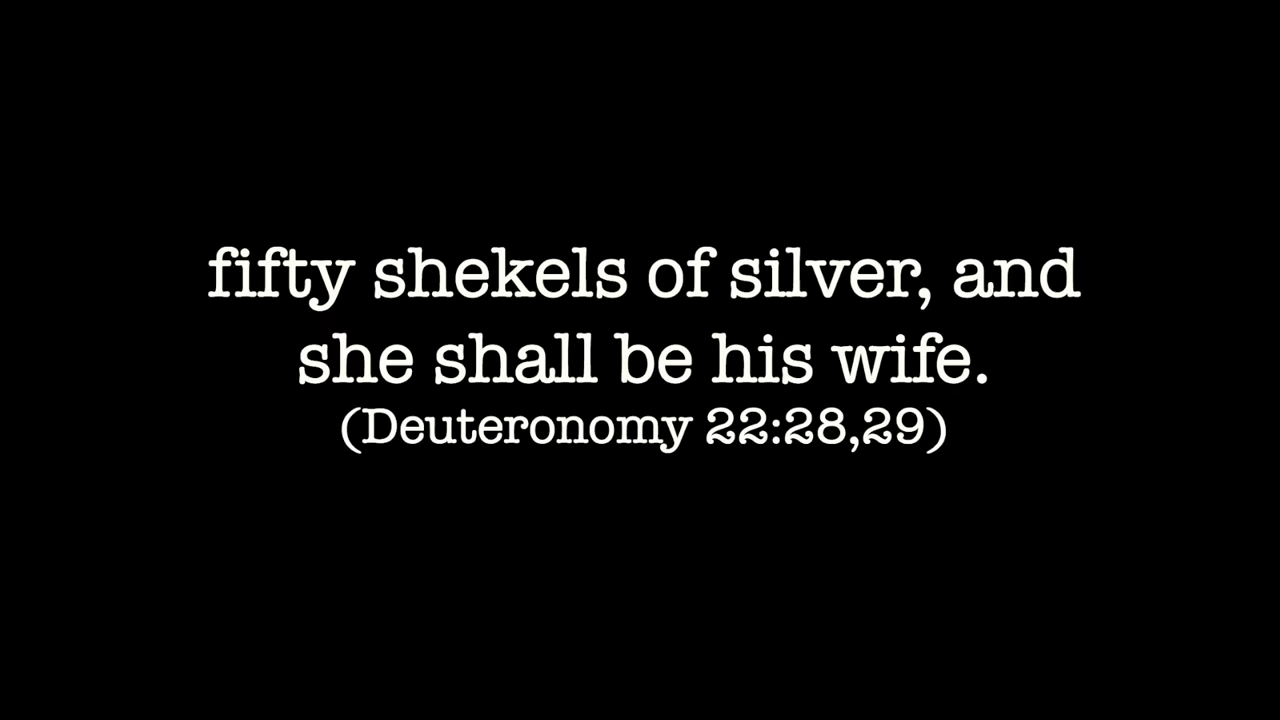 fifty shekels of silver, and
she shall be his wife.
(Deuteronomy 22:28,29)